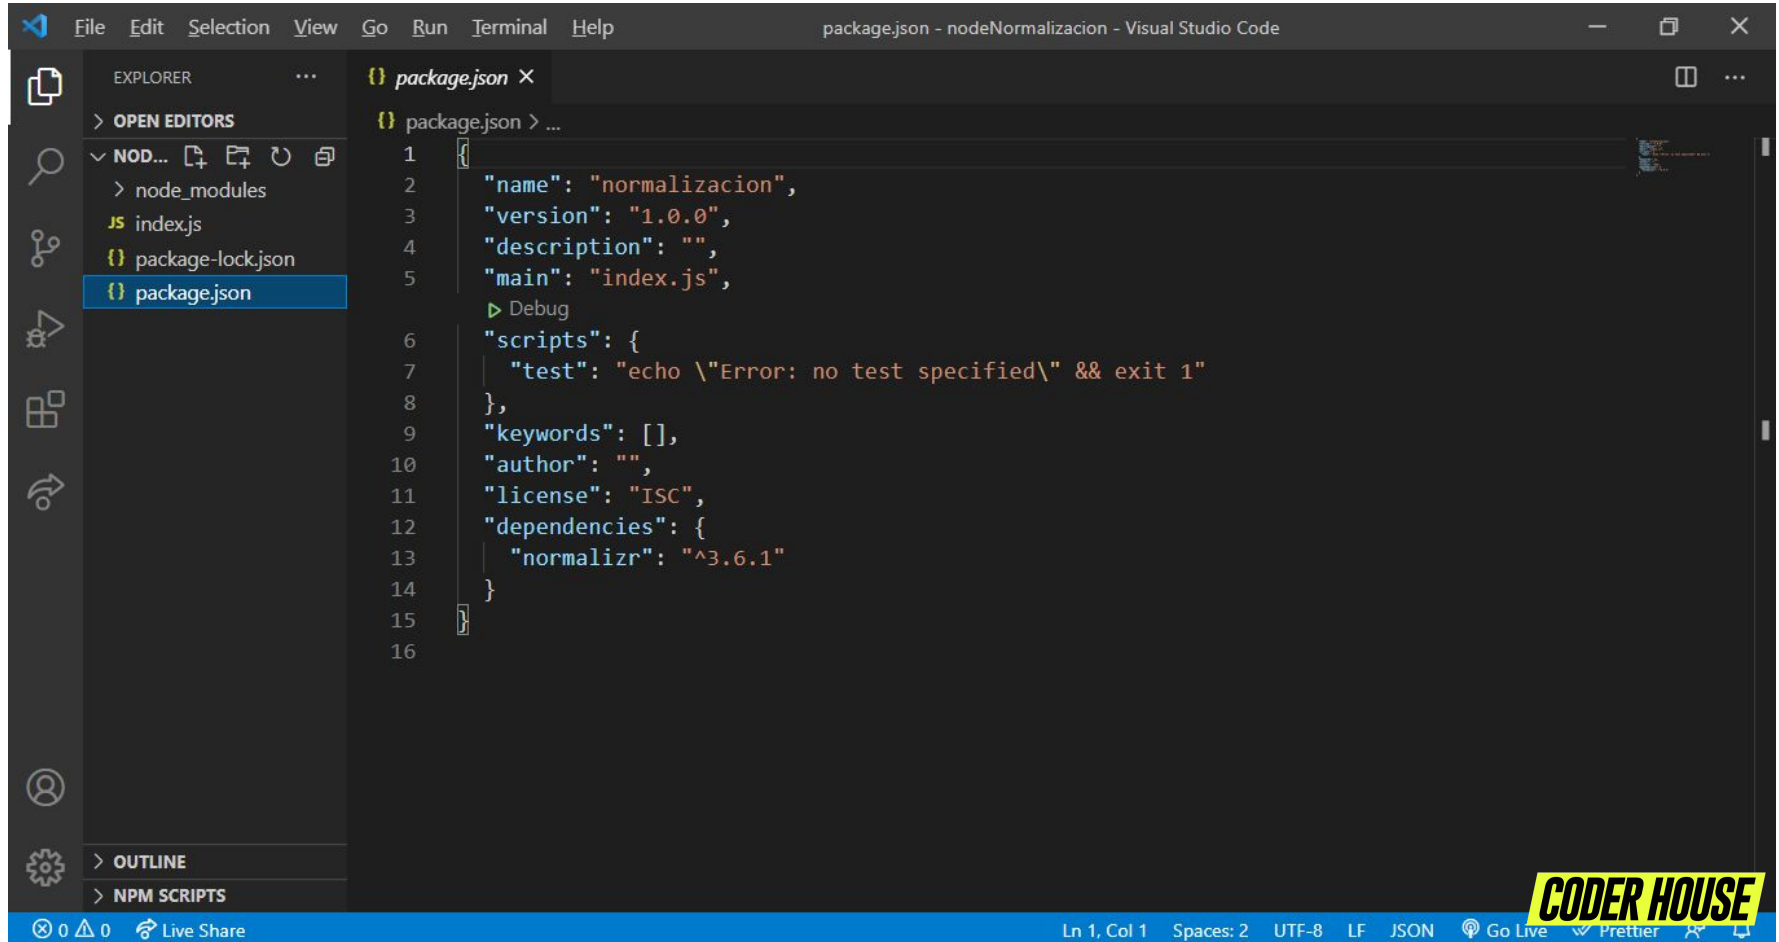 File Edit Selection View Go Run Terminal Help package.json - nodeNormalizacion - Visual Studio Code
EXPLORER
OPEN EDITORS
NOD...
node_modules
JS index.js
{} package-lock.json
{} package.json
{} package.json
{} package.json > ...
1 {
2 "name": "normalizacion",
3 "version": "1.0.0",
4 "description": "",
5 "main": "index.js",
Debug
6 "scripts": {
7 "test": "echo \"Error: no test specified\" && exit 1"
8 },
9 "keywords": [],
10 "author": "",
11 "license": "ISC",
12 "dependencies": {
13 "normalizr": "^3.6.1"
14 }
15 }
16
OUTLINE
NPM SCRIPTS
CODER HOUSE
0 0 Live Share Ln 1, Col 1 Spaces: 2 UTF-8 LF JSON Go Live Prettier